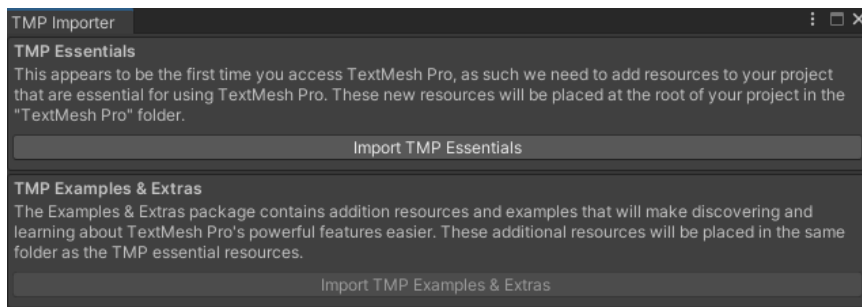 TMP Importer
TMP Essentials
This appears to be the first time you access TextMesh Pro, as such we need to add resources to your project
that are essential for using TextMesh Pro. These new resources will be placed at the root of your project in the
"TextMesh Pro" folder.
Import TMP Essentials
TMP Examples & Extras
The Examples & Extras package contains addition resources and examples that will make discovering and
learning about TextMesh Pro's powerful features easier. These additional resources will be placed in the same
folder as the TMP essential resources.
Import TMP Examples & Extras